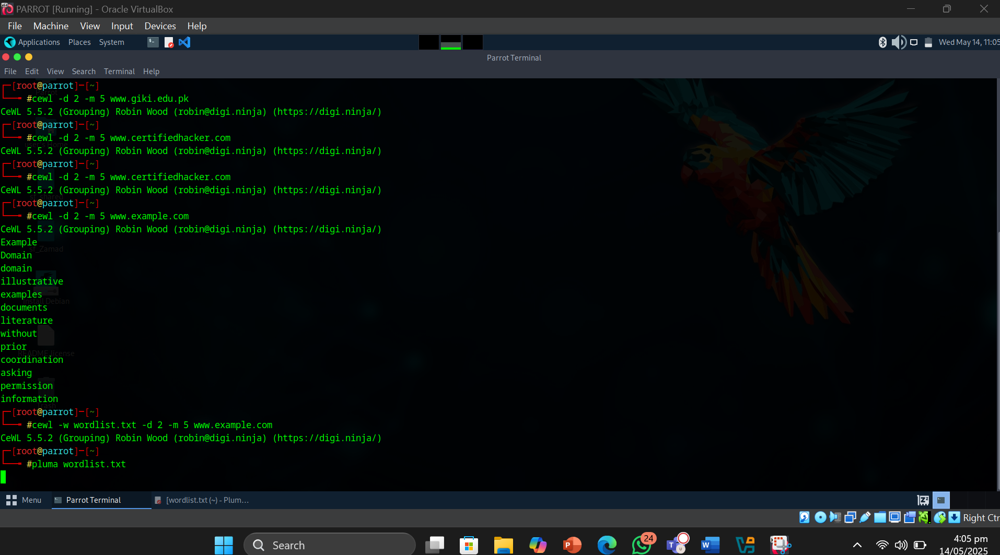 PARROT [Running] - Oracle VirtualBox
File Machine View Input Devices Help
Applications Places System
Wed May 14, 11:05
Parrot Terminal
File Edit View Search Terminal Help
┌─[root@parrot]─[~]
└──╼ #cewl -d 2 -m 5 www.giki.edu.pk
CeWL 5.5.2 (Grouping) Robin Wood (robin@digi.ninja) (https://digi.ninja/)
┌─[root@parrot]─[~]
└──╼ #cewl -d 2 -m 5 www.certifiedhacker.com
user's Home
CeWL 5.5.2 (Grouping) Robin Wood (robin@digi.ninja) (https://digi.ninja/)
┌─[root@parrot]─[~]
└──╼ #cewl -d 2 -m 5 www.certifiedhacker.com
CeWL 5.5.2 (Grouping) Robin Wood (robin@digi.ninja) (https://digi.ninja/)
┌─[root@parrot]─[~]
└──╼ #cewl -d 2 -m 5 www.example.com
CeWL 5.5.2 (Grouping) Robin Wood (robin@digi.ninja) (https://digi.ninja/)
Example
sf_Zamad
Domain
domain
illustrative
examples
Install Debian
documents
literature
without
prior
README.license
coordination
asking
permission
information
Trash
┌─[root@parrot]─[~]
└──╼ #cewl -w wordlist.txt -d 2 -m 5 www.example.com
CeWL 5.5.2 (Grouping) Robin Wood (robin@digi.ninja) (https://digi.ninja/)
┌─[root@parrot]─[~]
└──╼ #pluma wordlist.txt
Menu Parrot Terminal [wordlist.txt (~) - Plum…
Right Ctr
Search
24
4:05 pm
14/05/2025